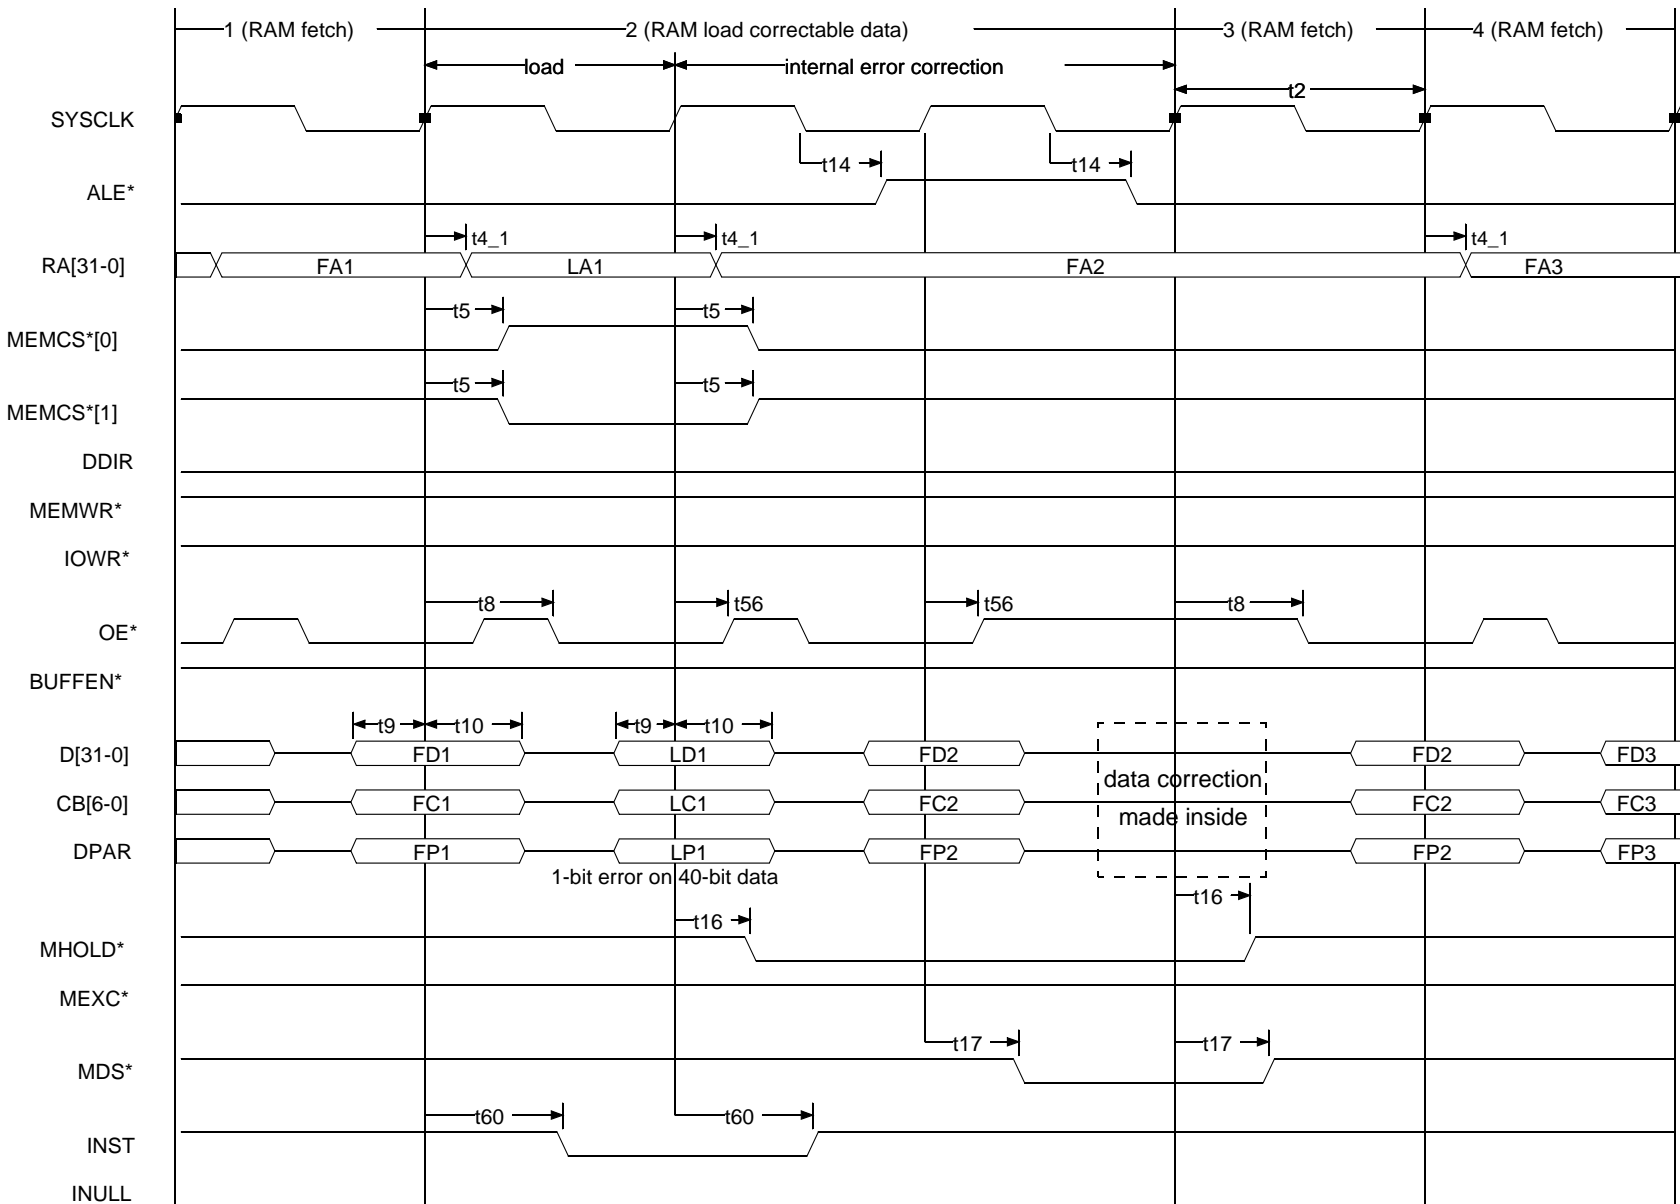 1 (RAM fetch) 2 (RAM load correctable data) 3 (RAM fetch) 4 (RAM fetch)
load internal error correction
t2
SYSCLK
t14 t14
ALE*
t4_1 t4_1 t4_1
RA[31-0] FA1 LA1 FA2 FA3
t5 t5
MEMCS*[0]
t5 t5
MEMCS*[1]
DDIR
MEMWR*
IOWR*
t8 t56 t56 t8
OE*
BUFFEN*
t9 t10 t9 t10
D[31-0] FD1 LD1 FD2 FD2 FD3
data correction
CB[6-0] FC1 LC1 FC2 FC2 FC3
made inside
DPAR FP1 LP1 FP2 FP2 FP3
1-bit error on 40-bit data
t16
t16
MHOLD*
MEXC*
t17 t17
MDS*
t60 t60
INST
INULL